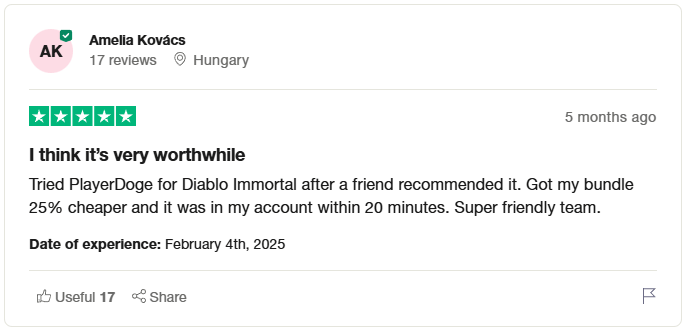 AK
Amelia Kovács
17 reviews Hungary
5 months ago
I think it’s very worthwhile
Tried PlayerDoge for Diablo Immortal after a friend recommended it. Got my bundle
25% cheaper and it was in my account within 20 minutes. Super friendly team.
Date of experience: February 4th, 2025
Useful 17 Share